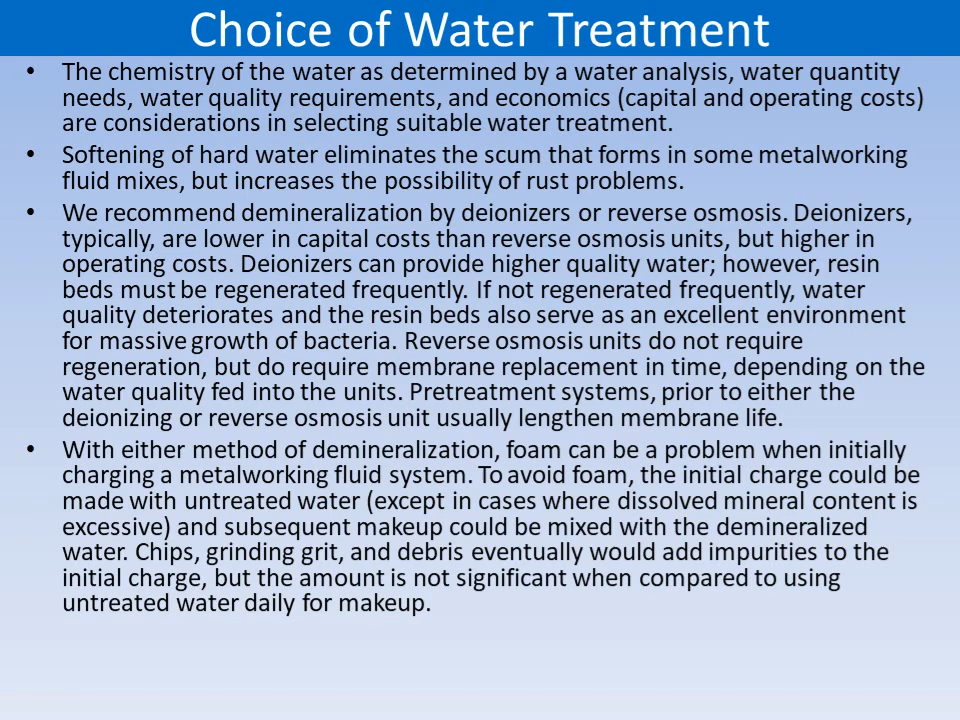 Choice of Water Treatment
• The chemistry of the water as determined by a water analysis, water quantity
needs, water quality requirements, and economics (capital and operating costs)
are considerations in selecting suitable water treatment.
• Softening of hard water eliminates the scum that forms in some metalworking
fluid mixes, but increases the possibility of rust problems.
• We recommend demineralization by deionizers or reverse osmosis. Deionizers,
typically, are lower in capital costs than reverse osmosis units, but higher in
operating costs. Deionizers can provide higher quality water; however, resin
beds must be regenerated frequently. If not regenerated frequently, water
quality deteriorates and the resin beds also serve as an excellent environment
for massive growth of bacteria. Reverse osmosis units do not require
regeneration, but do require membrane replacement in time, depending on the
water quality fed into the units. Pretreatment systems, prior to either the
deionizing or reverse osmosis unit usually lengthen membrane life.
• With either method of demineralization, foam can be a problem when initially
charging a metalworking fluid system. To avoid foam, the initial charge could be
made with untreated water (except in cases where dissolved mineral content is
excessive) and subsequent makeup could be mixed with the demineralized
water. Chips, grinding grit, and debris eventually would add impurities to the
initial charge, but the amount is not significant when compared to using
untreated water daily for makeup.